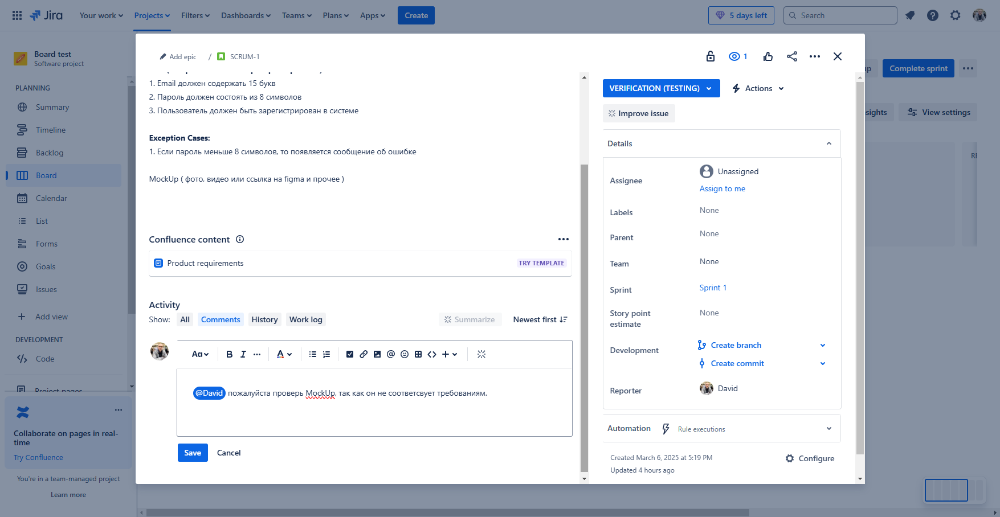 Jira
Your work
Projects
Filters
Dashboards
Teams
Plans
Apps
Create
5 days left
Search
Board test
Software project
PLANNING
Summary
Timeline
Backlog
Board
Calendar
List
Forms
Goals
Issues
Add view
DEVELOPMENT
Code
Project pages
Collaborate on pages in real-
time
Try Confluence
You're in a team-managed project
Learn more
Complete sprint
sights
View settings
RE
Add epic
/
SCRUM-1
1
1. Email должен содержать 15 букв
2. Пароль должен состоять из 8 символов
3. Пользователь должен быть зарегистрирован в системе
Exception Cases:
1. Если пароль меньше 8 символов, то появляется сообщение об ошибке
MockUp ( фото, видео или ссылка на figma и прочее )
Confluence content
Product requirements
TRY TEMPLATE
Activity
Show:
All
Comments
History
Work log
Summarize
Newest first
Aa
B
I
A
@David пожалуйста проверь MockUp, так как он не соответсвует требованиям.
Save
Cancel
VERIFICATION (TESTING)
Actions
Improve issue
Details
Assignee
Unassigned
Assign to me
Labels
None
Parent
None
Team
None
Sprint
Sprint 1
Story point
estimate
None
Development
Create branch
Create commit
Reporter
David
Automation
Rule executions
Created March 6, 2025 at 5:19 PM
Updated 4 hours ago
Configure